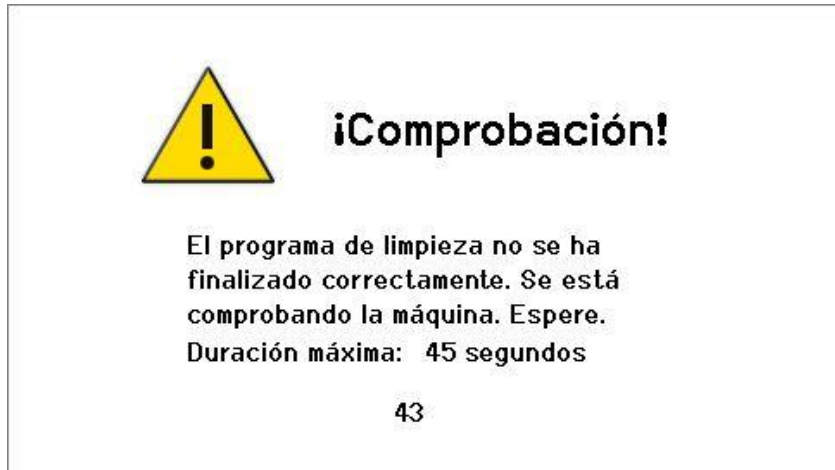 ¡Comprobación!
El programa de limpieza no se ha
finalizado correctamente. Se está
comprobando la máquina. Espere.
Duración máxima: 45 segundos
43